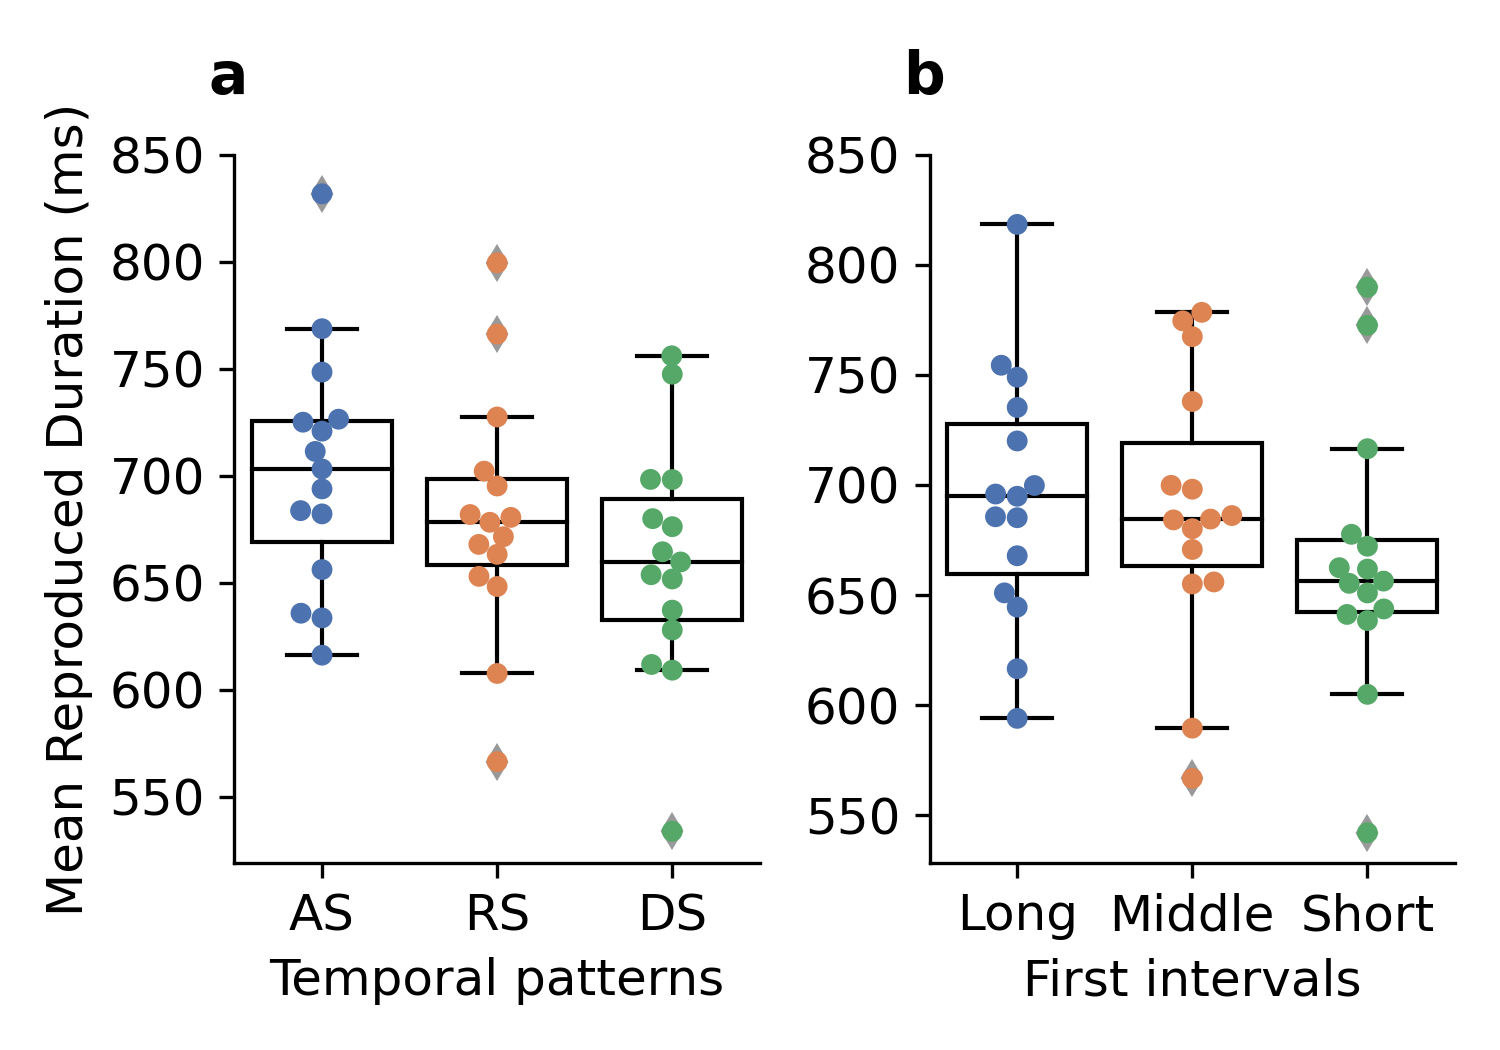 a
Mean Reproduced Duration (ms)
850
800
750
700
650
600
550
AS RS DS
Temporal patterns
b
850
800
750
700
650
600
550
Long Middle Short
First intervals